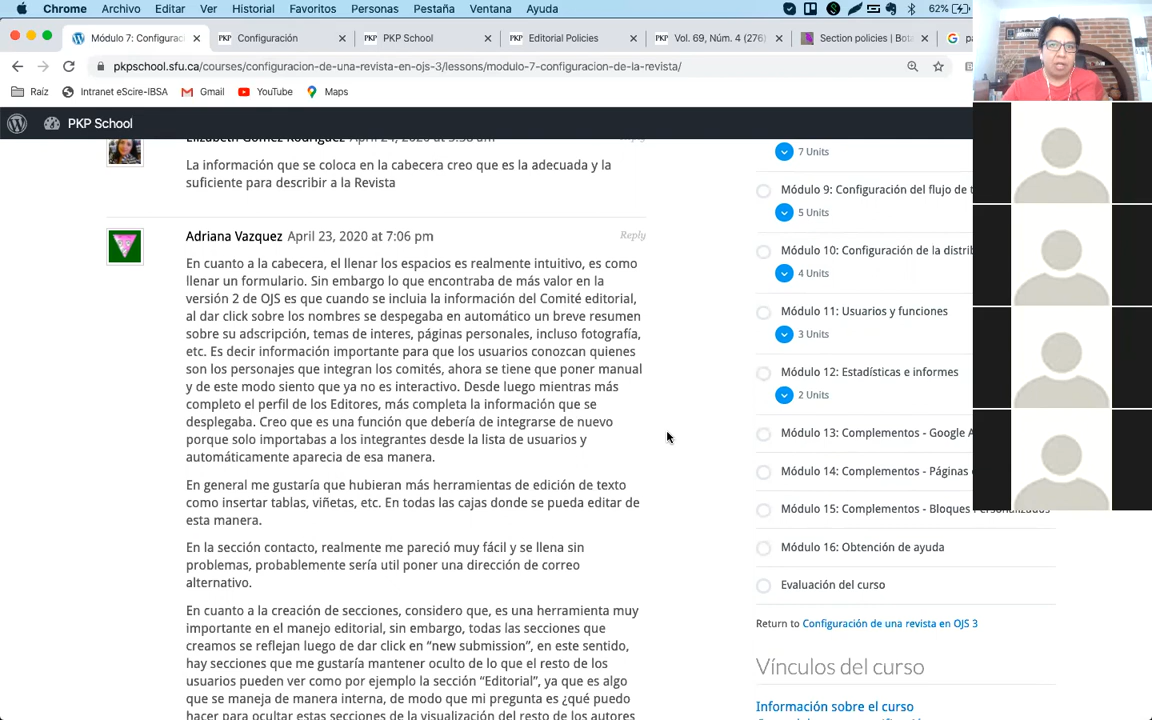 Chrome Archivo Editar Ver Historial Favoritos Personas Pestaña Ventana Ayuda 62%
Módulo 7: Configurac
Configuración
Editorial Policies
Vol. 69, Núm. 4 (276)
Section policies | Bota
pkpschool.sfu.ca/courses/configuracion-de-una-revista-en-ojs-3/lessons/modulo-7-configuracion-de-la-revista/
Raíz Intranet eScire-IBSA Gmail YouTube Maps
PKP School
La información que se coloca en la cabecera creo que es la adecuada y la
suficiente para describir a la Revista
Adriana Vazquez April 23, 2020 at 7:06 pm Reply
En cuanto a la cabecera, el llenar los espacios es realmente intuitivo, es como
llenar un formulario. Sin embargo lo que encontraba de más valor en la
versión 2 de OJS es que cuando se incluia la información del Comité editorial,
al dar click sobre los nombres se despegaba en automático un breve resumen
sobre su adscripción, temas de interes, páginas personales, incluso fotografía,
etc. Es decir información importante para que los usuarios conozcan quienes
son los personajes que integran los comités, ahora se tiene que poner manual
y de este modo siento que ya no es interactivo. Desde luego mientras más
completo el perfil de los Editores, más completa la información que se
desplegaba. Creo que es una función que debería de integrarse de nuevo
porque solo importabas a los integrantes desde la lista de usuarios y
automáticamente aparecia de esa manera.
En general me gustaría que hubieran más herramientas de edición de texto
como insertar tablas, viñetas, etc. En todas las cajas donde se pueda editar de
esta manera.
En la sección contacto, realmente me pareció muy fácil y se llena sin
problemas, probablemente sería util poner una dirección de correo
alternativo.
En cuanto a la creación de secciones, considero que, es una herramienta muy
importante en el manejo editorial, sin embargo, todas las secciones que
creamos se reflejan luego de dar click en “new submission”, en este sentido,
hay secciones que me gustaría mantener oculto de lo que el resto de los
usuarios pueden ver como por ejemplo la sección “Editorial”, ya que es algo
que se maneja de manera interna, de modo que mi pregunta es ¿qué puedo
hacer para ocultar estas secciones de la visualización del resto de los autores
7 Units
Módulo 9: Configuración del flujo de t
5 Units
Módulo 10: Configuración de la distrib
4 Units
Módulo 11: Usuarios y funciones
3 Units
Módulo 12: Estadísticas e informes
2 Units
Módulo 13: Complementos - Google A
Módulo 14: Complementos - Páginas
Módulo 15: Complementos - Bloques Personalizados
Módulo 16: Obtención de ayuda
Evaluación del curso
Return to Configuración de una revista en OJS 3
Vínculos del curso
Información sobre el curso